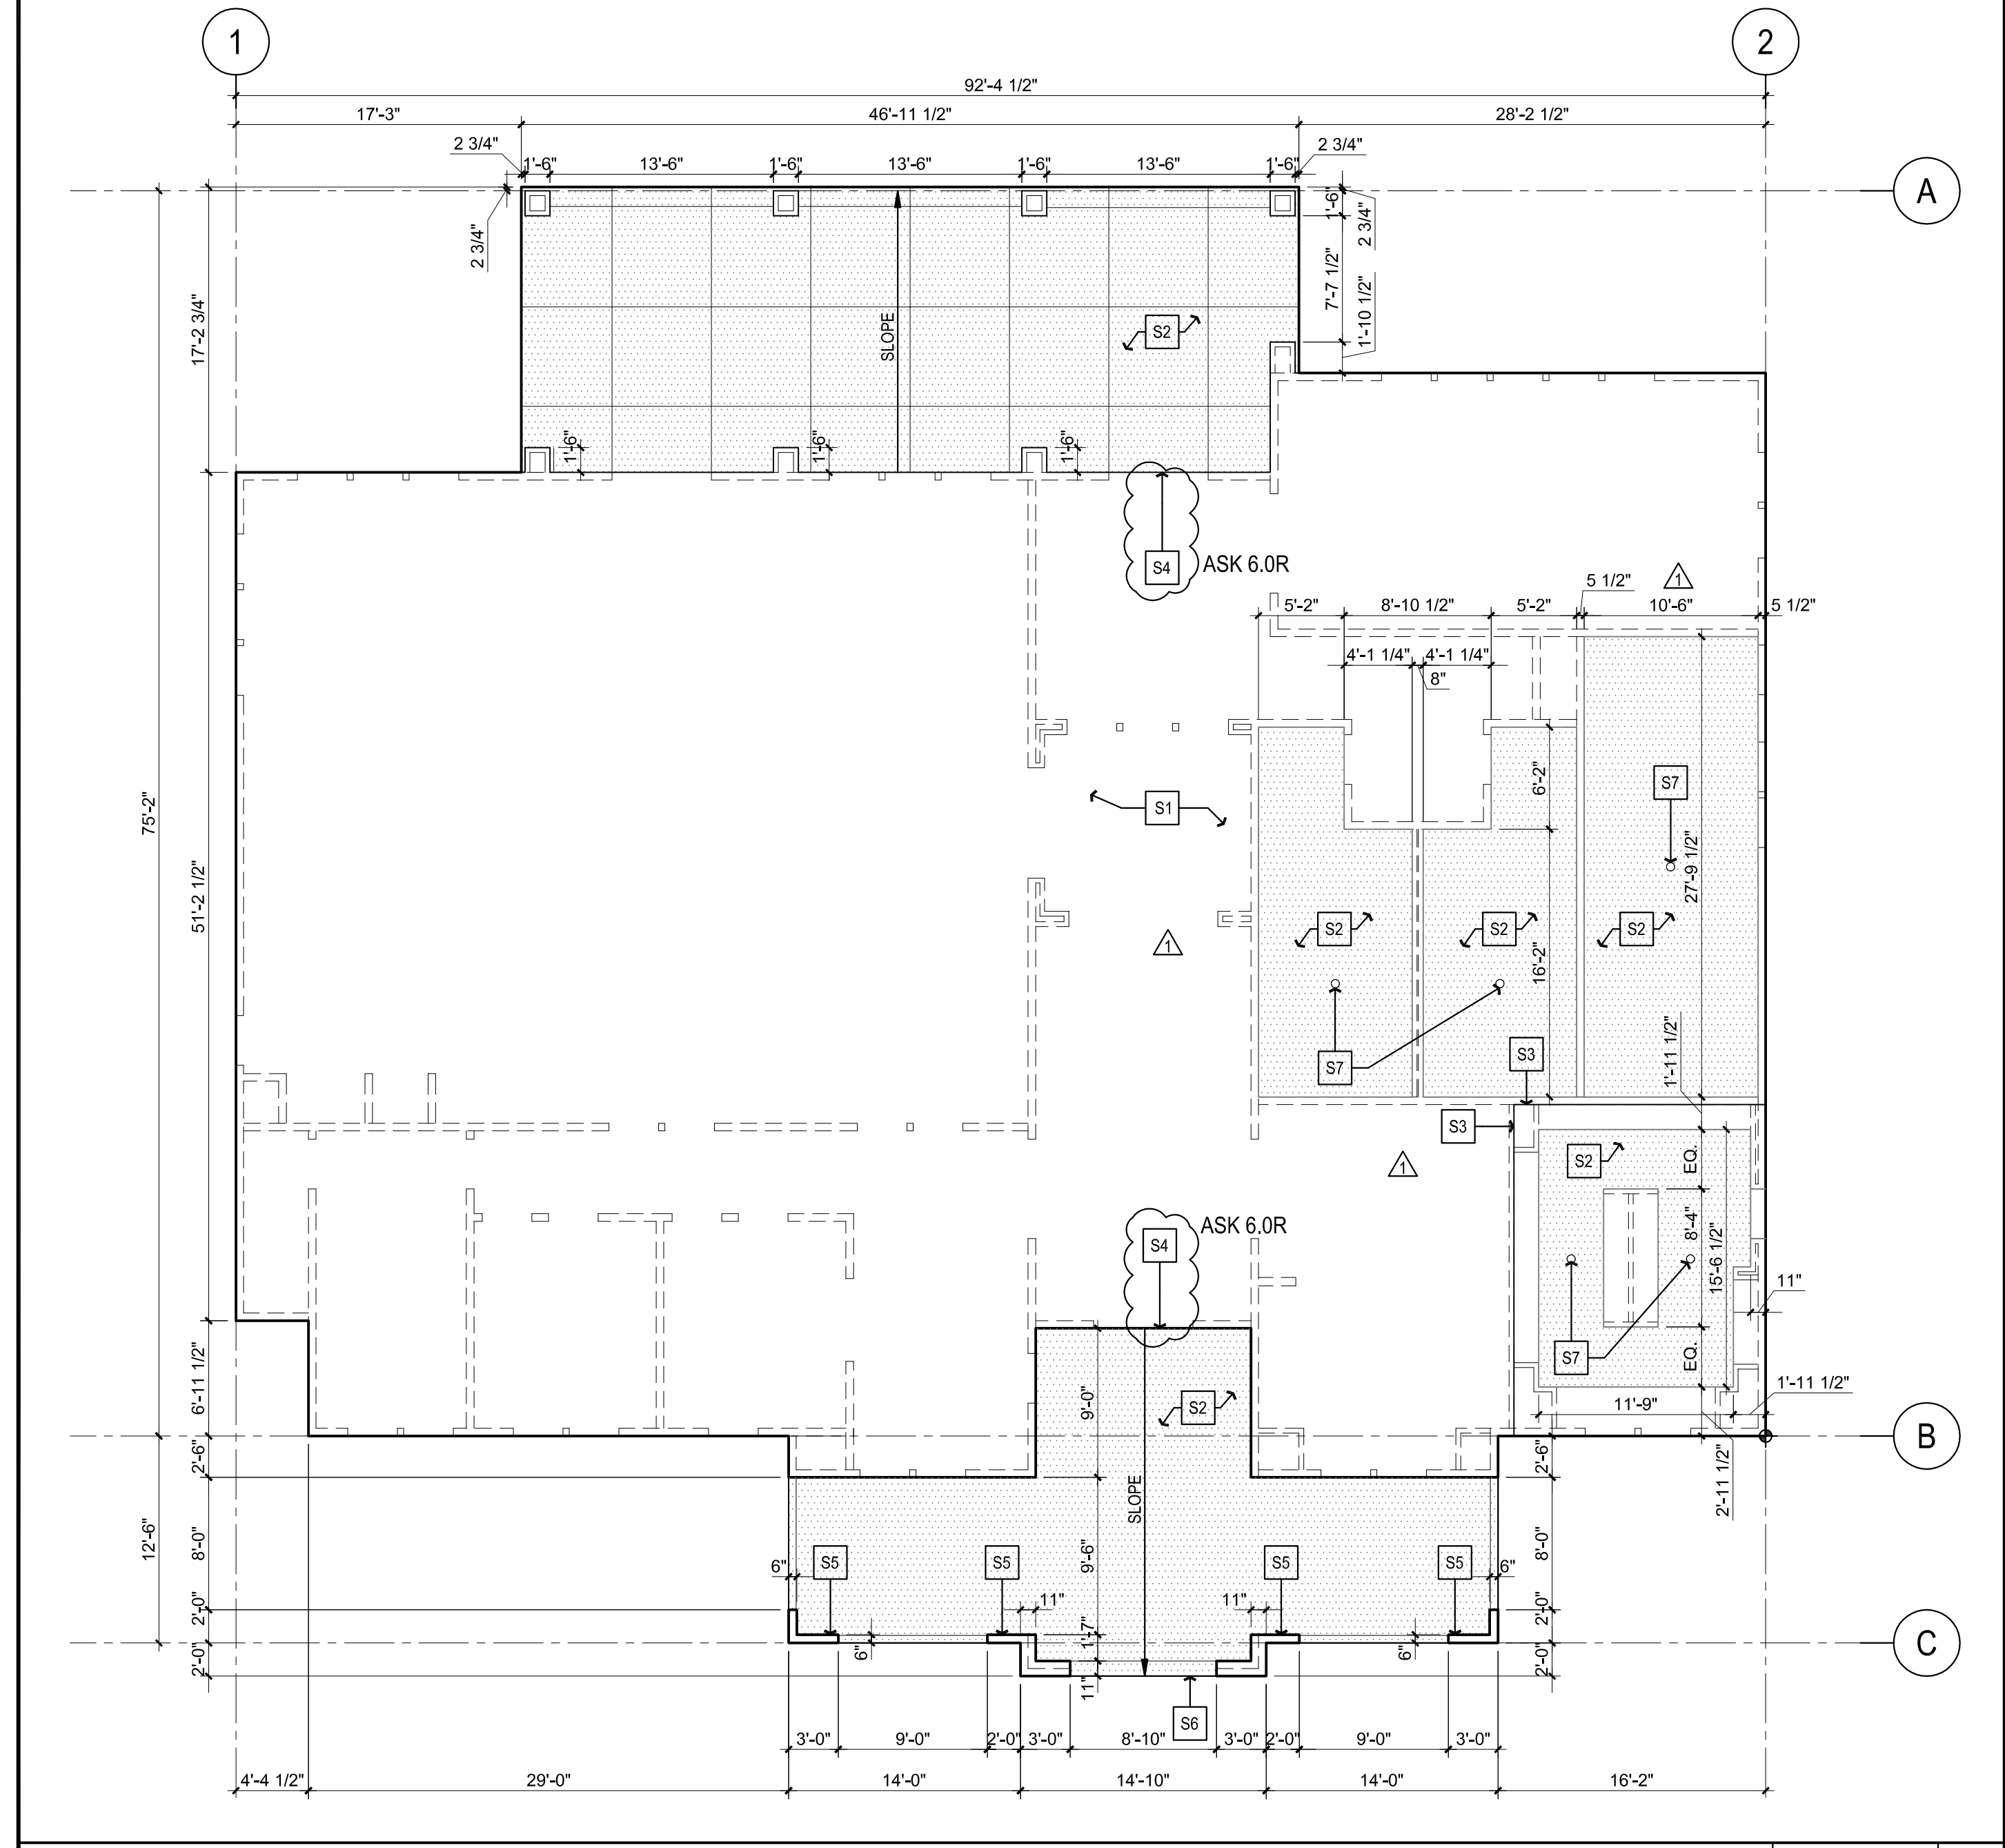 1
2
92'-4 1/2"
17'-3"
46'-11 1/2"
28'-2 1/2"
2 3/4"
2 3/4"
1'-6"
13'-6"
1'-6"
13'-6"
1'-6"
13'-6"
1'-6"
A
1'-6"
2 3/4"
2 3/4"
7'-7 1/2"
1'-10 1/2"
17'-2 3/4"
SLOPE
S2
1'-6"
1'-6"
1'-6"
S4
ASK 6.0R
1
5 1/2"
5'-2"
8'-10 1/2"
5'-2"
10'-6"
5 1/2"
4'-1 1/4"
4'-1 1/4"
8"
75'-2"
51'-2 1/2"
S1
6'-2"
S7
27'-9 1/2"
1
S2
S2
S2
16'-2"
S7
S3
1'-11 1/2"
S3
1
S2
EQ.
8'-4"
15'-6 1/2"
S4
ASK 6.0R
11"
S7
EQ.
1'-11 1/2"
11'-9"
6'-11 1/2"
9'-0"
S2
B
2'-6"
2'-6"
2'-11 1/2"
SLOPE
12'-6"
8'-0"
8'-0"
9'-6"
6"
S5
S5
S5
S5
6"
11"
11"
2'-0"
2'-0"
1'-7"
6"
6"
C
2'-0"
2'-0"
11"
S6
3'-0"
9'-0"
2'-0"
3'-0"
8'-10"
3'-0"
2'-0"
9'-0"
3'-0"
4'-4 1/2"
29'-0"
14'-0"
14'-10"
14'-0"
16'-2"